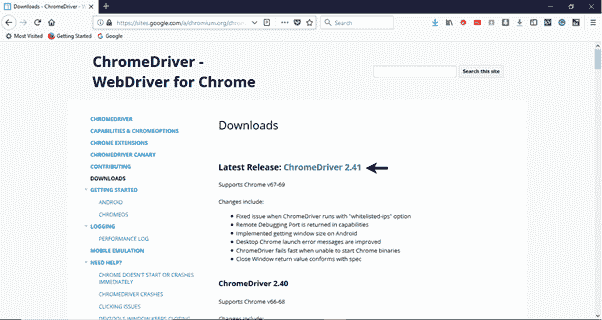 Downloads - ChromeDriver - W
https://sites.google.com/a/chromium.org/chro
Search
Most Visited
Getting Started
Google
ChromeDriver -
WebDriver for Chrome
Search this site
CHROMEDRIVER
CAPABILITIES & CHROMEOPTIONS
CHROME EXTENSIONS
CHROMEDRIVER CANARY
CONTRIBUTING
DOWNLOADS
GETTING STARTED
ANDROID
CHROMEOS
LOGGING
PERFORMANCE LOG
MOBILE EMULATION
NEED HELP?
CHROME DOESN'T START OR CRASHES
IMMEDIATELY
CHROMEDRIVER CRASHES
CLICKING ISSUES
DEVTOOLS WINDOW KEEPS CLOSING
Downloads
Latest Release: ChromeDriver 2.41
Supports Chrome v67-69
Changes include:
Fixed issue when ChromeDriver runs with "whitelisted-ips" option
Remote Debugging Port is returned in capabilities
Implemented getting window size on Android
Desktop Chrome launch error messages are improved
ChromeDriver fails fast when unable to start Chrome binaries
Close Window return value conforms with spec
ChromeDriver 2.40
Supports Chrome v66-68
Changes include: